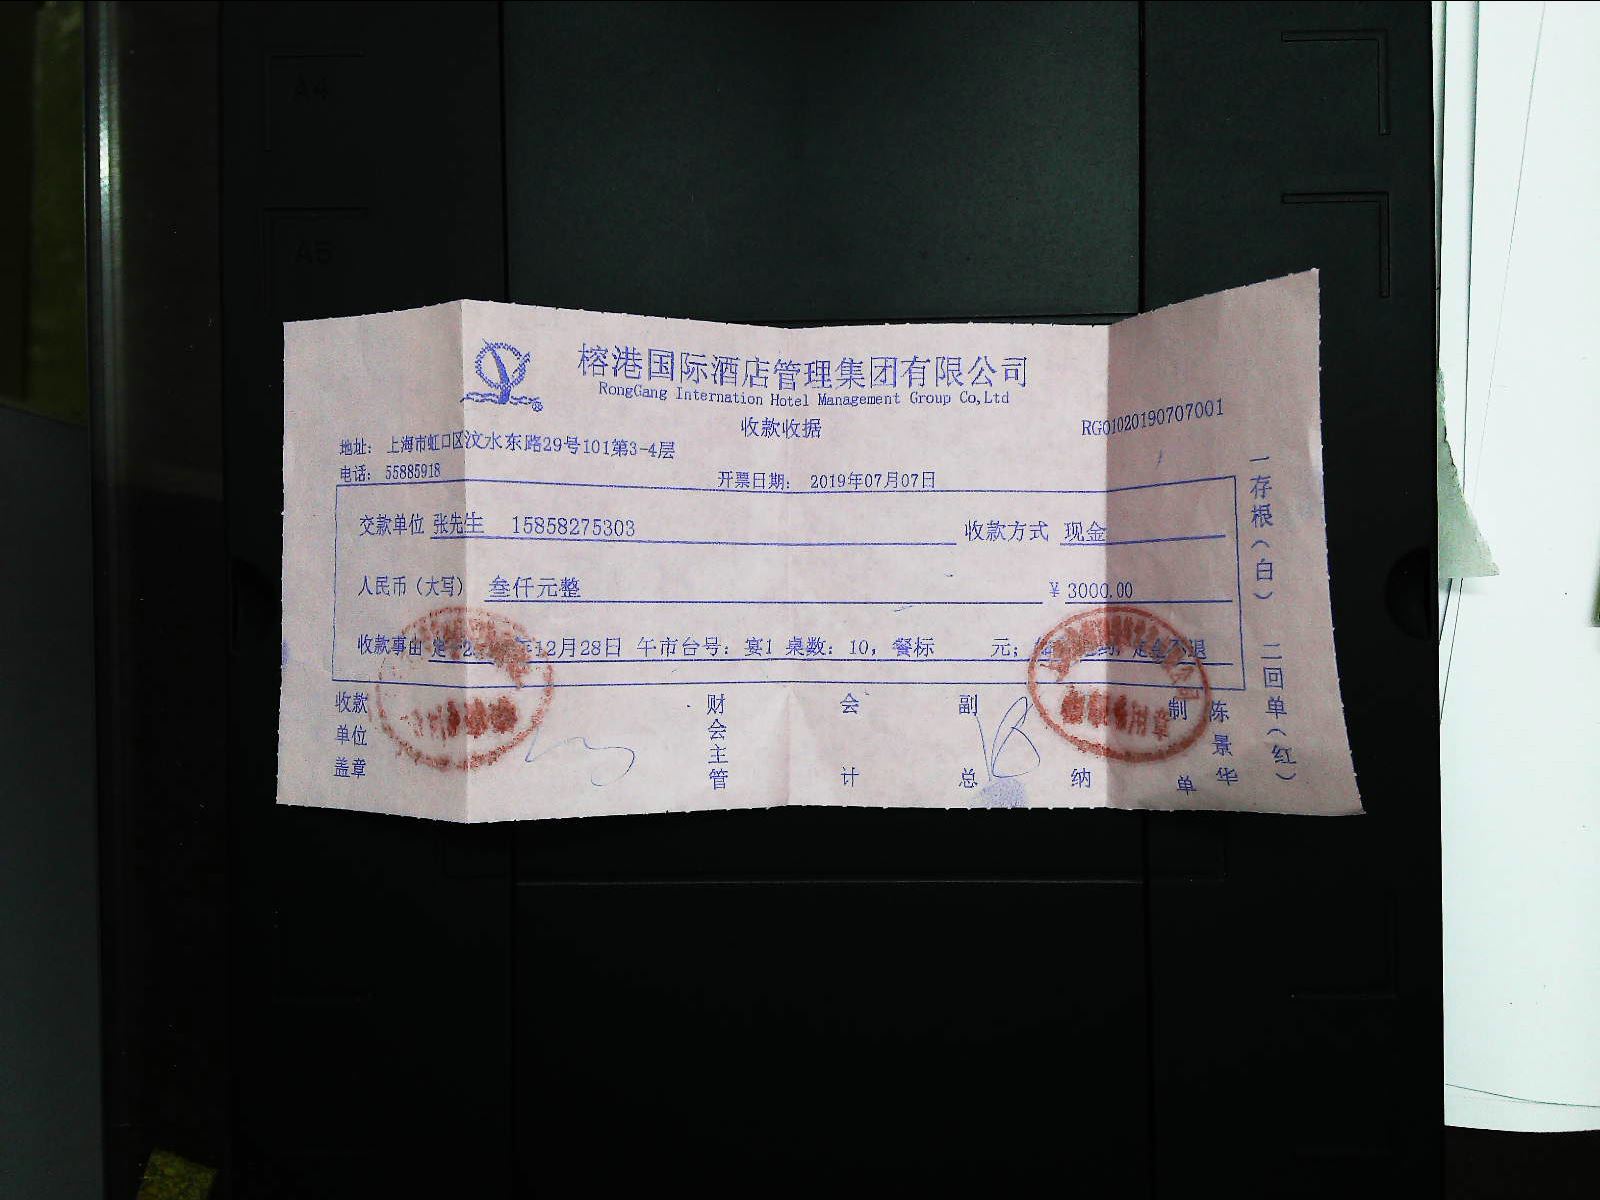 A4
A5
榕港国际酒店管理集团有限公司
RongGang Internation Hotel Management Group Co,Ltd
收款收据
RG01020190707001
地址： 上海市虹口区汶水东路29号101第3-4层
电话： 55885918
开票日期： 2019年07月07日
交款单位 张先生 15858275303 收款方式 现金
人民币（大写） 叁仟元整 ￥ 3000.00
收款事由 年12月28日 午市台号：宴1 桌数：10，餐标 元； 不退
收款单位盖章 财会主管 会计 副总 纳 制单 陈景华
一存根（白） 二回单（红）